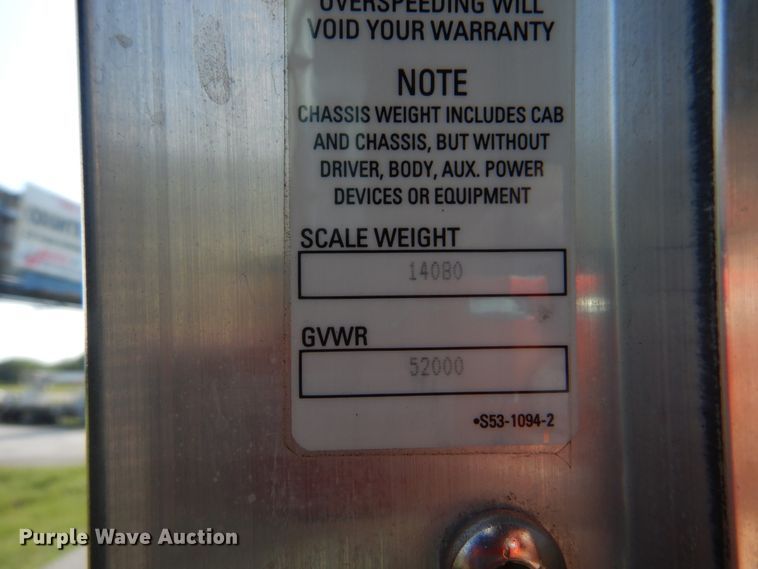 OVERSPEEDING WILL
VOID YOUR WARRANTY
NOTE
CHASSIS WEIGHT INCLUDES CAB
AND CHASSIS, BUT WITHOUT
DRIVER, BODY, AUX. POWER
DEVICES OR EQUIPMENT
SCALE WEIGHT
14080
GVWR
52000
•S53-1094-2
Purple Wave Auction